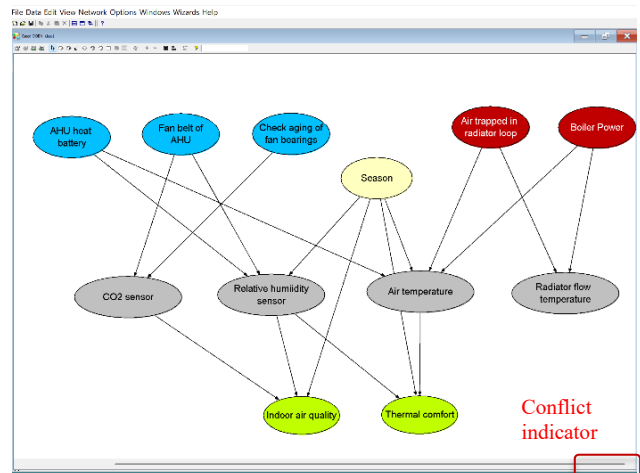 File Data Edit View Network Options Windows Wizards Help
AHU heat
battery
Fan belt of
AHU
Check aging of
fan bearings
Air trapped in
radiator loop
Boiler Power
Season
CO2 sensor
Relative humiidity
sensor
Air temperature
Radiator flow
temperature
Indoor air quality
Thermal comfort
Conflict
indicator